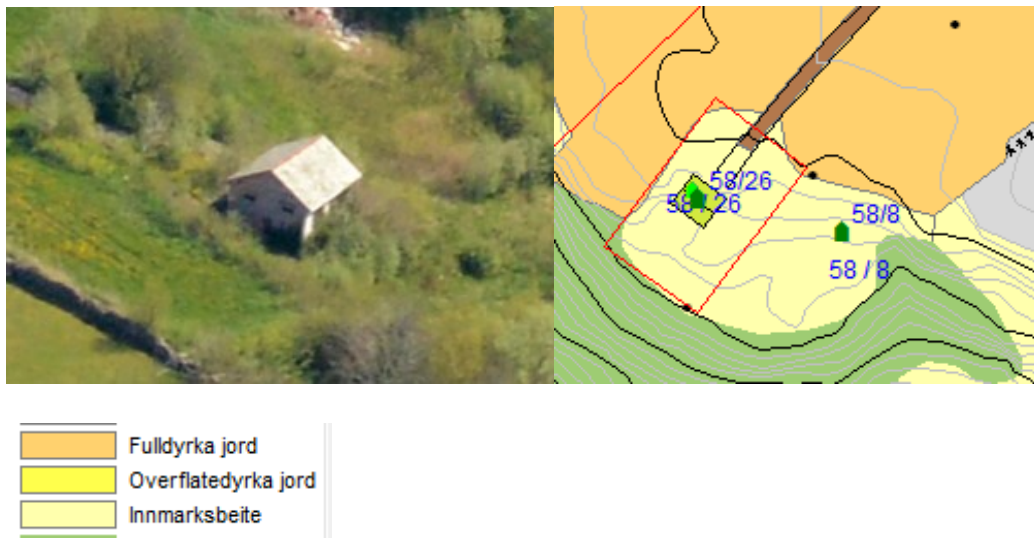 58/26
58 / 26
58/8
58 / 8
Fulldyrka jord
Overflatedyrka jord
Innmarksbeite